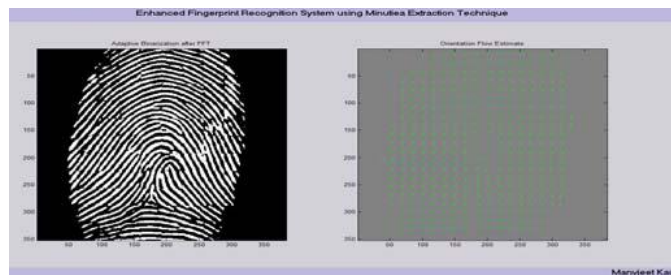 Enhanced Fingerprint Recognition System using Minutiea Extraction Technique
Adaptive Binarization after FFT
Orientation Flow Estimate
50
100
150
200
250
300
350
50 100 150 200 250 300 350
50
100
150
200
250
300
350
50 100 150 200 250 300 350
Manvjeet Kau